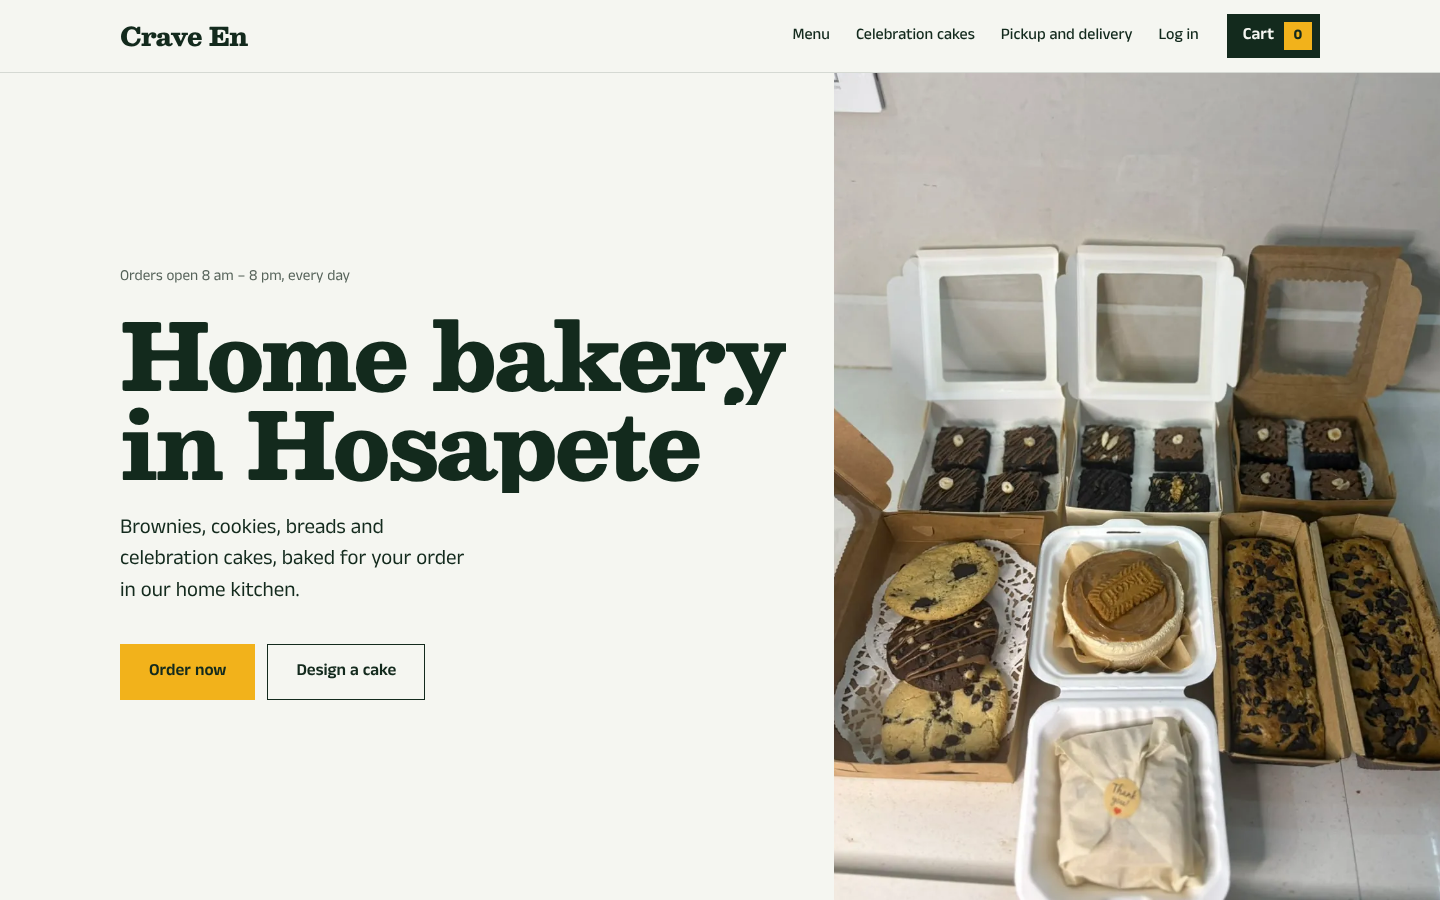 Crave En
Menu
Celebration cakes
Pickup and delivery
Log in
Cart 0
Orders open 8 am – 8 pm, every day
Home bakery
in Hosapete
Brownies, cookies, breads and
celebration cakes, baked for your order
in our home kitchen.
Order now
Design a cake
Thank
you!